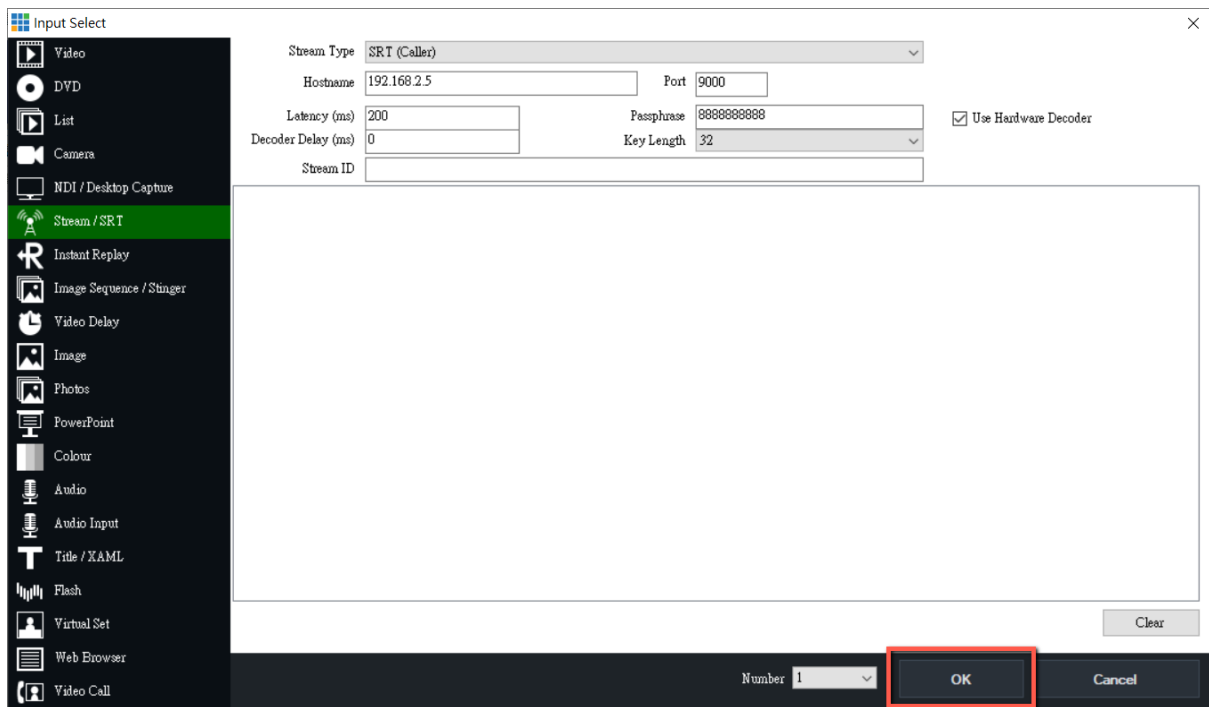 Input Select
Video
DVD
List
Camera
NDI / Desktop Capture
Stream / SRT
Instant Replay
Image Sequence / Stinger
Video Delay
Image
Photos
PowerPoint
Colour
Audio
Audio Input
Title / XAML
Flash
Virtual Set
Web Browser
Video Call
Stream Type SRT (Caller)
Hostname 192.168.2.5 Port 9000
Latency (ms) 200 Passphrase 8888888888 Use Hardware Decoder
Decoder Delay (ms) 0 Key Length 32
Stream ID
Clear
Number 1 OK Cancel